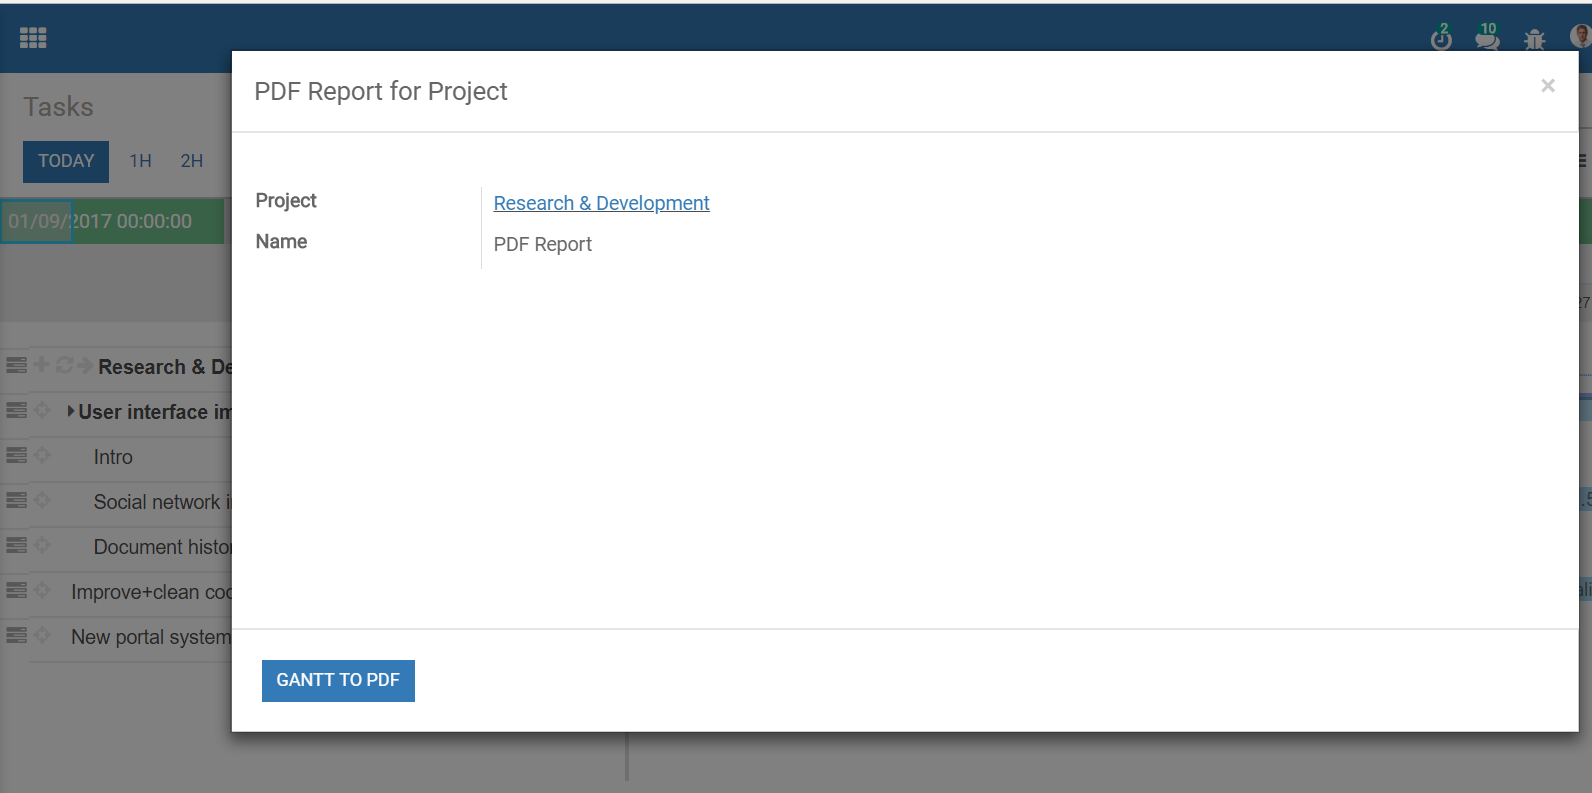 2
10
PDF Report for Project
×
Tasks
TODAY 1H 2H
01/09/2017 00:00:00
Project Research & Development
Name PDF Report
27
Research & De
User interface im
Intro
Social network i
Document histo
Improve+clean
New portal system
GANTT TO PDF